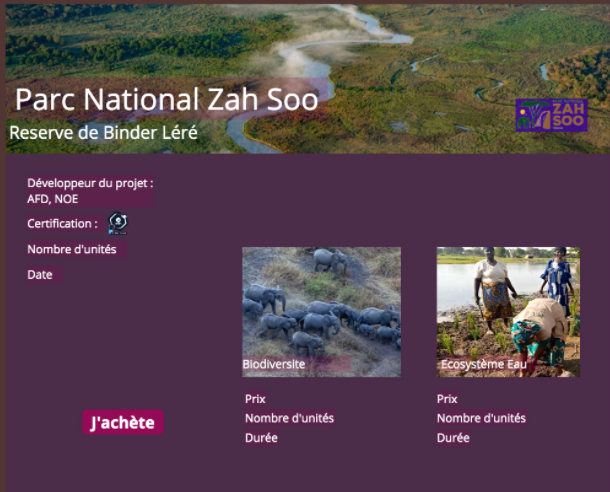 Parc National Zah Soo
Reserve de Binder Léré
ZAH
SOO
Développeur du projet :
AFD, NOE
Certification :
Nombre d'unités
Date
Biodiversite
Ecosystème Eau
Prix
Nombre d'unités
Durée
Prix
Nombre d'unités
Durée
J'achète